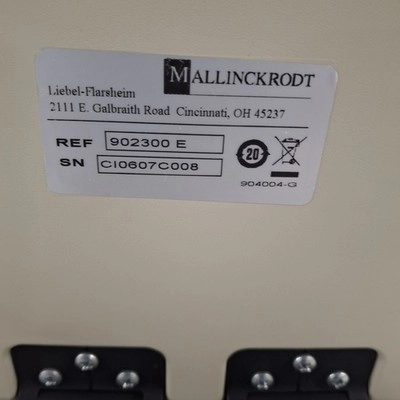 MALLINCKRODT
Liebel-Flarsheim
2111 E. Galbraith Road Cincinnati, OH 45237
REF 902300 E
SN CI0607C008
20
904004-G